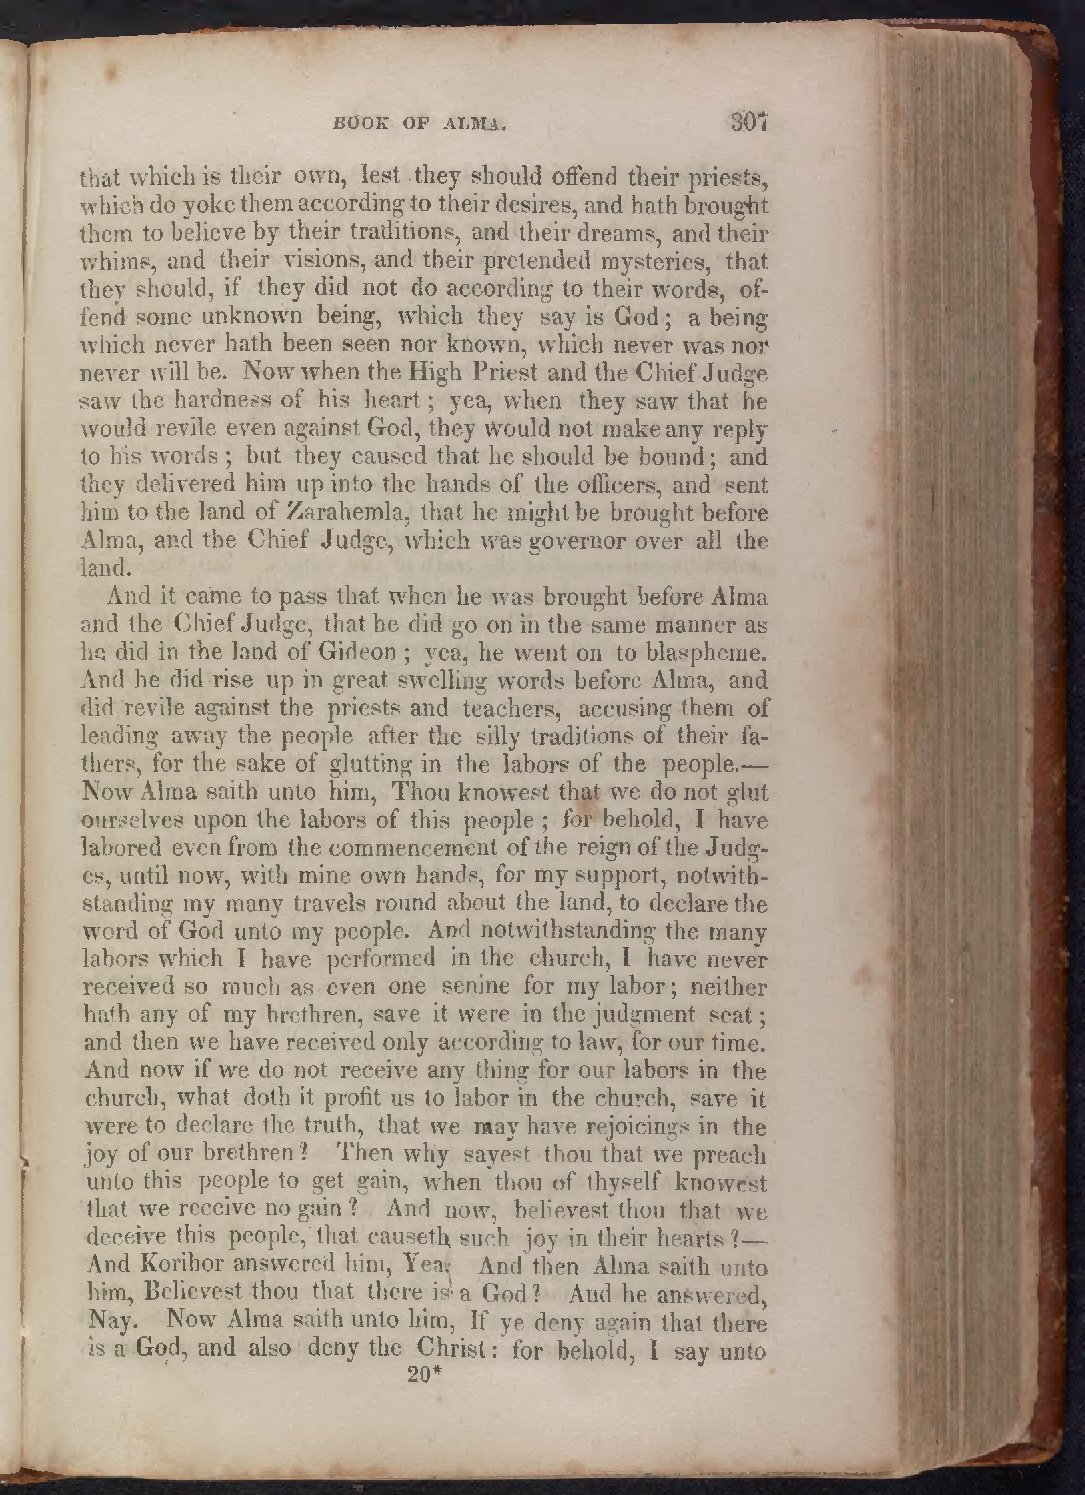 BOOK OF ALMA. 307
that which is their own, lest they should offend their priests,
which do yoke them according to their desires, and hath brought
them to believe by their traditions, and their dreams, and their
whims, and their visions, and their pretended mysteries, that
they should, if they did not do according to their words, of-
fend some unknown being, which they say is God; a being
which never hath been seen nor known, which never was nor
never will be. Now when the High Priest and the Chief Judge
saw the hardness of his heart; yea, when they saw that he
would revile even against God, they would not make any reply
to his words; but they caused that he should be bound; and
they delivered him up into the hands of the officers, and sent
him to the land of Zarahemla, that he might be brought before
Alma, and the Chief Judge, which was governor over all the
land.
And it came to pass that when he was brought before Alma
and the Chief Judge, that he did go on in the same manner as
he did in the land of Gideon; yea, he went on to blaspheme.
And he did rise up in great swelling words before Alma, and
did revile against the priests and teachers, accusing them of
leading away the people after the silly traditions of their fa-
thers, for the sake of glutting in the labors of the people.—
Now Alma saith unto him, Thou knowest that we do not glut
ourselves upon the labors of this people; for behold, I have
labored even from the commencement of the reign of the Judg-
es, until now, with mine own hands, for my support, notwith-
standing my many travels round about the land, to declare the
word of God unto my people. And notwithstanding the many
labors which I have performed in the church, I have never
received so much as even one senine for my labor; neither
hath any of my brethren, save it were in the judgment seat;
and then we have received only according to law, for our time.
And now if we do not receive any thing for our labors in the
church, what doth it profit us to labor in the church, save it
were to declare the truth, that we may have rejoicings in the
joy of our brethren? Then why sayest thou that we preach
unto this people to get gain, when thou of thyself knowest
that we receive no gain? And now, believest thou that we
deceive this people, that causeth such joy in their hearts?—
And Korihor answered him, Yea. And then Alma saith unto
him, Believest thou that there is a God? And he answered,
Nay. Now Alma saith unto him, If ye deny again that there
is a God, and also deny the Christ: for behold, I say unto
20*